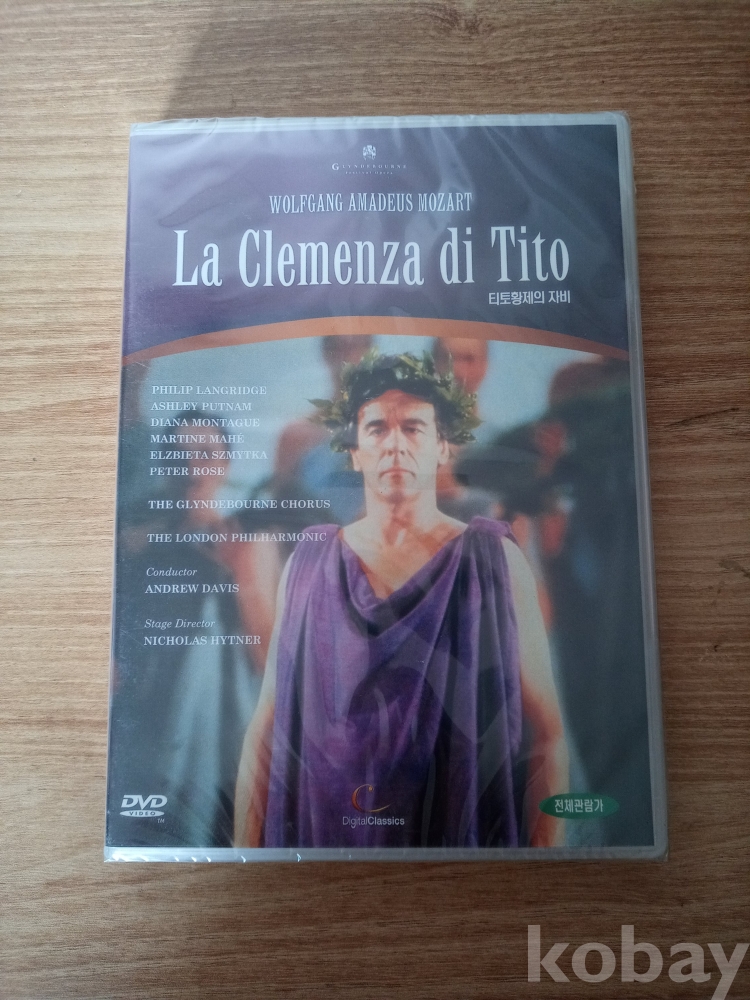 GLYNDEBOURNE
WOLFGANG AMADEUS MOZART
La Clemenza di Tito
티토황제의 자비
PHILIP LANGRIDGE
ASHLEY PUTNAM
DIANA MONTAGUE
MARTINE MAHE
ELZBIETA SZMYTKA
PETER ROSE
THE GLYNDEBOURNE CHORUS
THE LONDON PHILHARMONIC
Conductor
ANDREW DAVIS
Stage Director
NICHOLAS HYTNER
DVD
VIDEO
TM
DigitalClassics
전체관람가
kobay